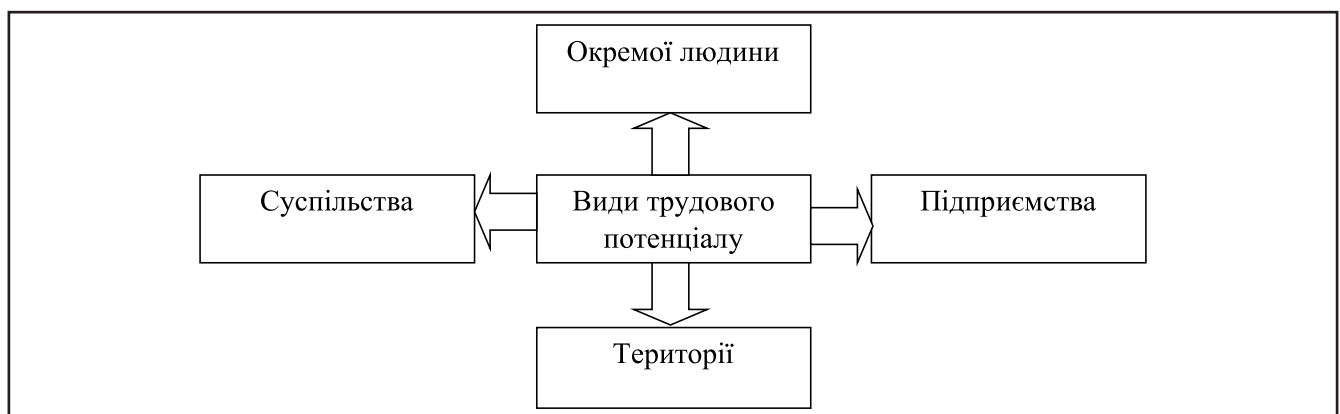 Окремої людини
Суспільства
Види трудового
потенціалу
Підприємства
Території